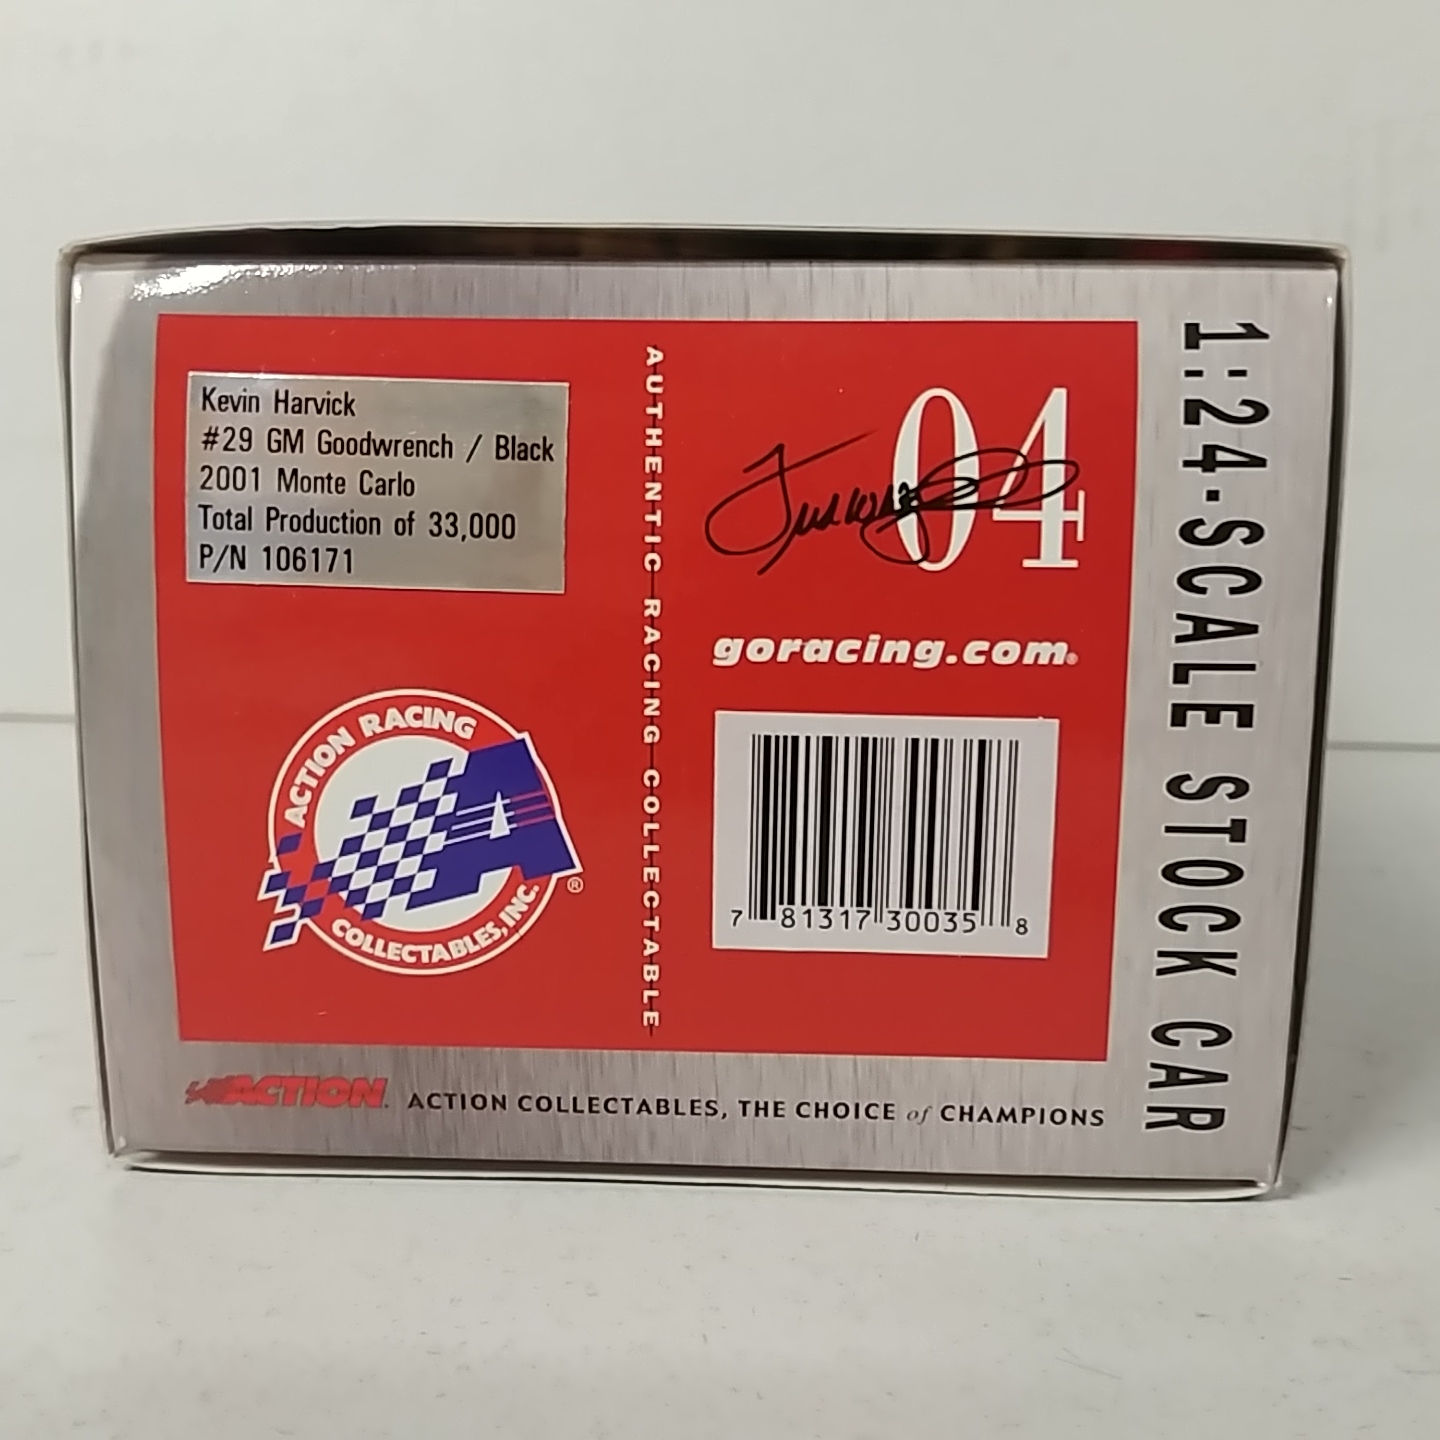 Kevin Harvick
#29 GM Goodwrench / Black
2001 Monte Carlo
Total Production of 33,000
P/N 106171
ACTION RACING
COLLECTABLES, INC.
®
AUTHENTIC RACING COLLECTABLE
04
goracing.com®
7 81317 30035 8
1:24-SCALE STOCK CAR
ACTION. ACTION COLLECTABLES, THE CHOICE of CHAMPIONS